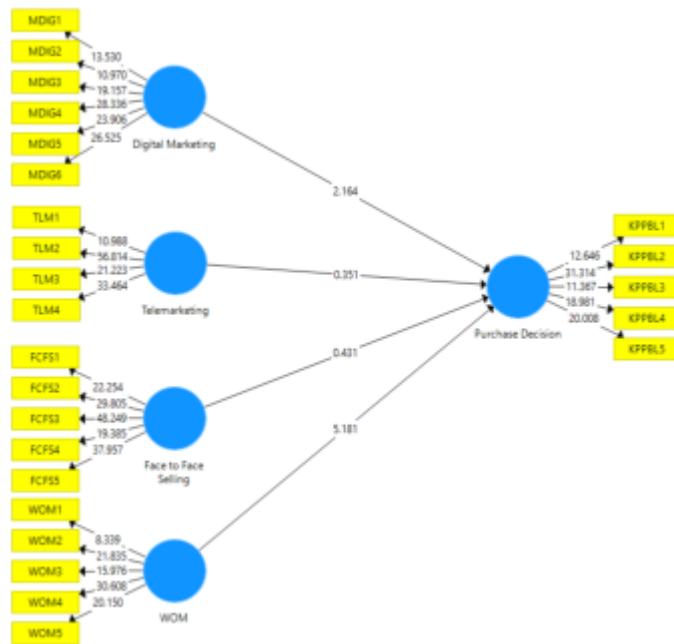 MDIG1
MDIG2
MDIG3
MDIG4
MDIG5
MDIG6
13.530
10.970
19.157
28.336
23.906
26.525
Digital Marketing
TLM1
TLM2
TLM3
TLM4
10.988
56.814
21.223
33.464
Telemarketing
FCFS1
FCFS2
FCFS3
FCFS4
FCFS5
22.254
29.805
48.249
19.385
37.957
Face to Face
Selling
WOM1
WOM2
WOM3
WOM4
WOM5
8.339
21.835
15.976
30.608
20.150
WOM
2.164
0.351
0.431
5.181
Purchase Decision
12.646
31.314
11.367
18.981
20.008
KPPBL1
KPPBL2
KPPBL3
KPPBL4
KPPBL5